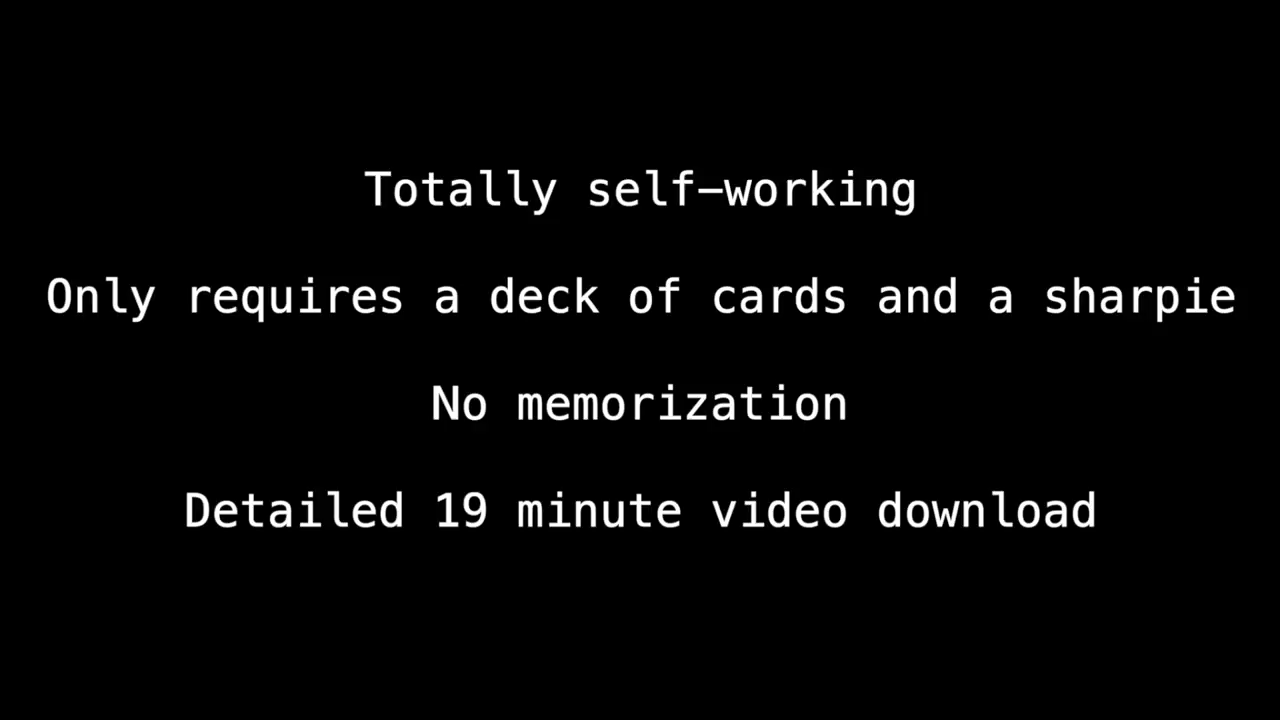 Totally self-working
Only requires a deck of cards and a sharpie
No memorization
Detailed 19 minute video download